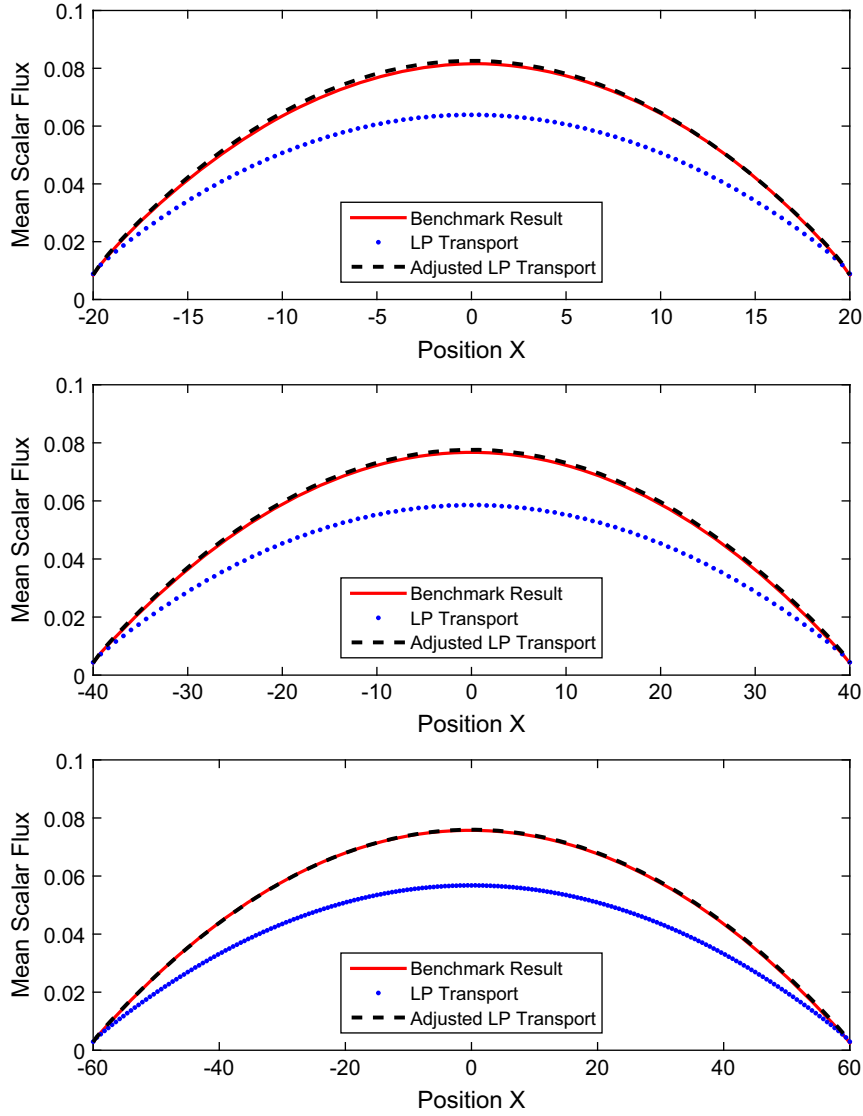 0.1
0.08
0.06
0.04
0.02
0
Mean Scalar Flux
Benchmark Result
LP Transport
Adjusted LP Transport
-20 -15 -10 -5 0 5 10 15 20
Position X
0.1
0.08
0.06
0.04
0.02
0
Mean Scalar Flux
Benchmark Result
LP Transport
Adjusted LP Transport
-40 -30 -20 -10 0 10 20 30 40
Position X
0.1
0.08
0.06
0.04
0.02
0
Mean Scalar Flux
Benchmark Result
LP Transport
Adjusted LP Transport
-60 -40 -20 0 20 40 60
Position X